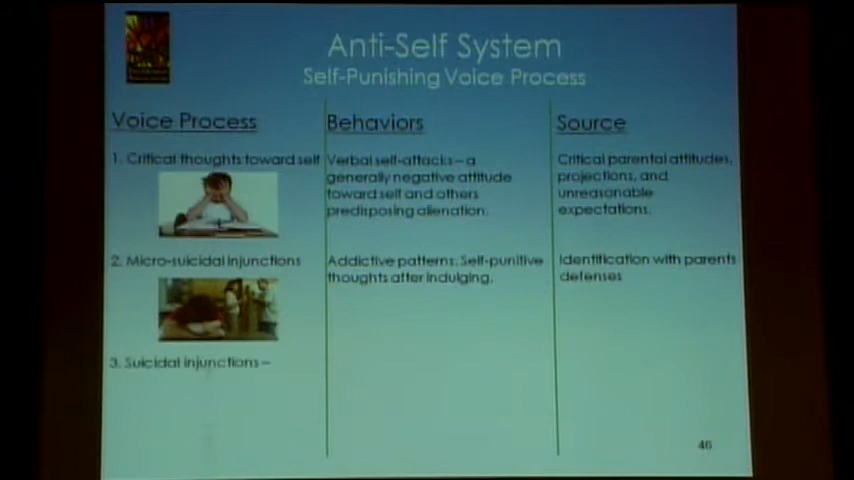 Anti-Self System
Self-Punishing Voice Process
Voice Process
Behaviors
Source
1. Critical thoughts toward self
Verbal self-attacks – a
generally negative attitude
toward self and others
predisposing alienation.
Critical parental attitudes,
projections, and
unreasonable
expectations.
2. Micro-suicidal injunctions
Addictive patterns. Self-punitive
thoughts after indulging.
Identification with parents
defenses
3. Suicidal injunctions –
46